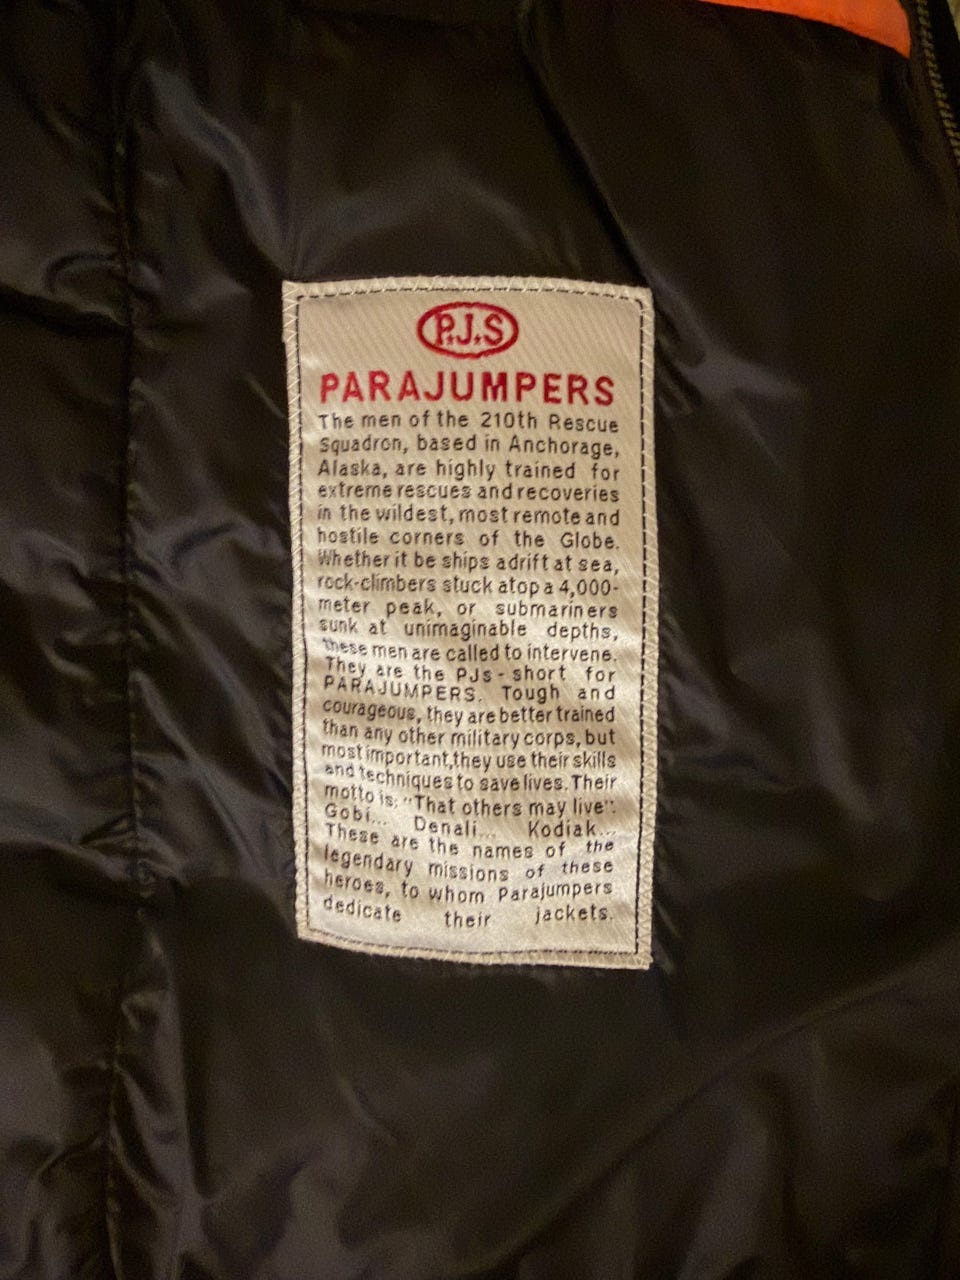 P.J.S
PARAJUMPERS
The men of the 210th Rescue
Squadron, based in Anchorage,
Alaska, are highly trained for
extreme rescues and recoveries
in the wildest, most remote and
hostile corners of the Globe.
Whether it be ships adrift at sea,
rock-climbers stuck atop a 4,000-
meter peak, or submariners
sunk at unimaginable depths,
these men are called to intervene.
They are the PJs - short for
PARAJUMPERS. Tough and
courageous, they are better trained
than any other military corps, but
most important, they use their skills
and techniques to save lives. Their
motto is: "That others may live".
Gobi... Denali... Kodiak...
These are the names of the
legendary missions of these
heroes, to whom Parajumpers
dedicate their jackets.